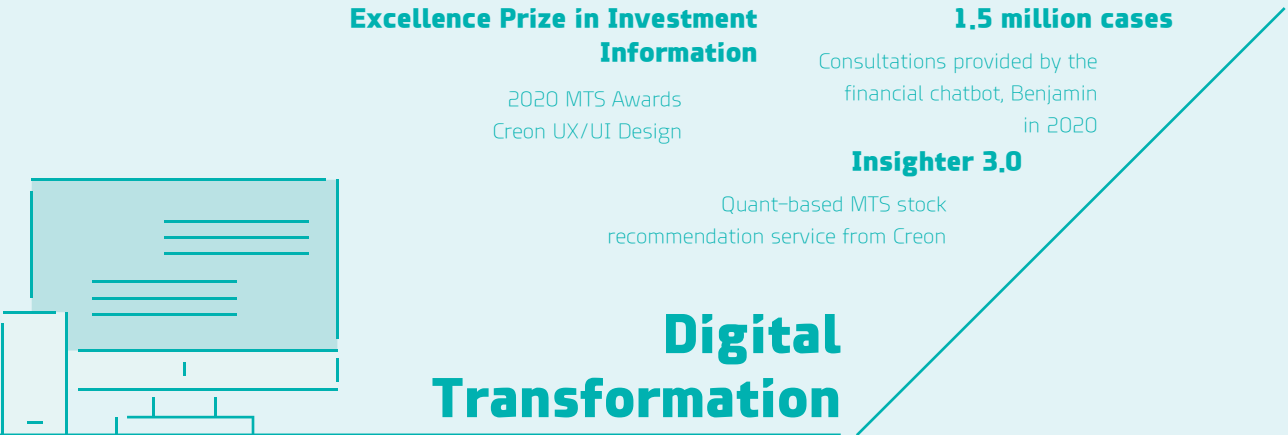 Excellence Prize in Investment
Information
2020 MTS Awards
Creon UX/UI Design
1.5 million cases
Consultations provided by the
financial chatbot, Benjamin
in 2020
Insighter 3.0
Quant-based MTS stock
recommendation service from Creon
Digital
Transformation